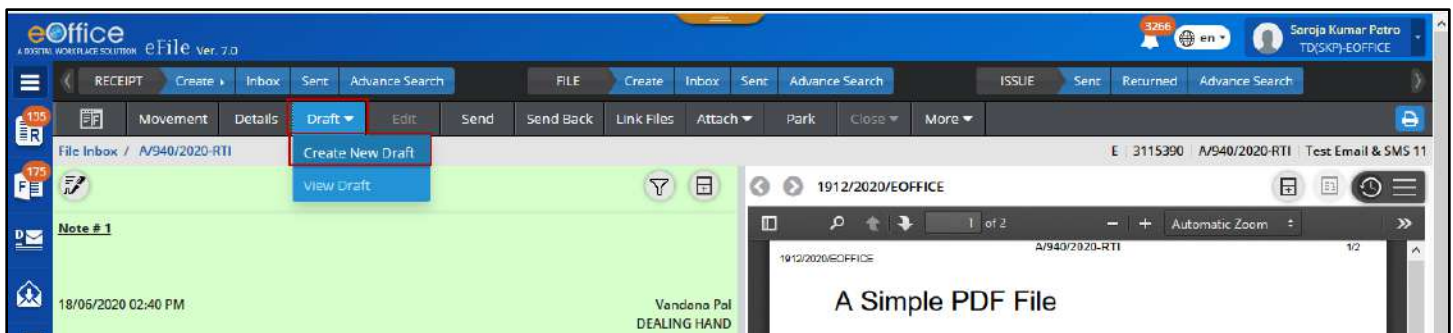 eOffice
A DIGITAL WORKPLACE SOLUTION eFile Ver. 7.0
3266 en Saroja Kumar Patro
TD(SKP)-EOFFICE
RECEIPT Create Inbox Sent Advance Search FILE Create Inbox Sent Advance Search ISSUE Sent Returned Advance Search
135 R Movement Details Draft Edit Send Send Back Link Files Attach Park Close More
File Inbox / A/940/2020-RTI Create New Draft E 3115390 A/940/2020-RTI Test Email & SMS 11
175 F View Draft 1912/2020/EOFFICE
D Note # 1 1 of 2 - + Automatic Zoom
A/940/2020-RTI 1/2
1912/2020/EOFFICE
A Simple PDF File
18/06/2020 02:40 PM Vandana Pal
DEALING HAND